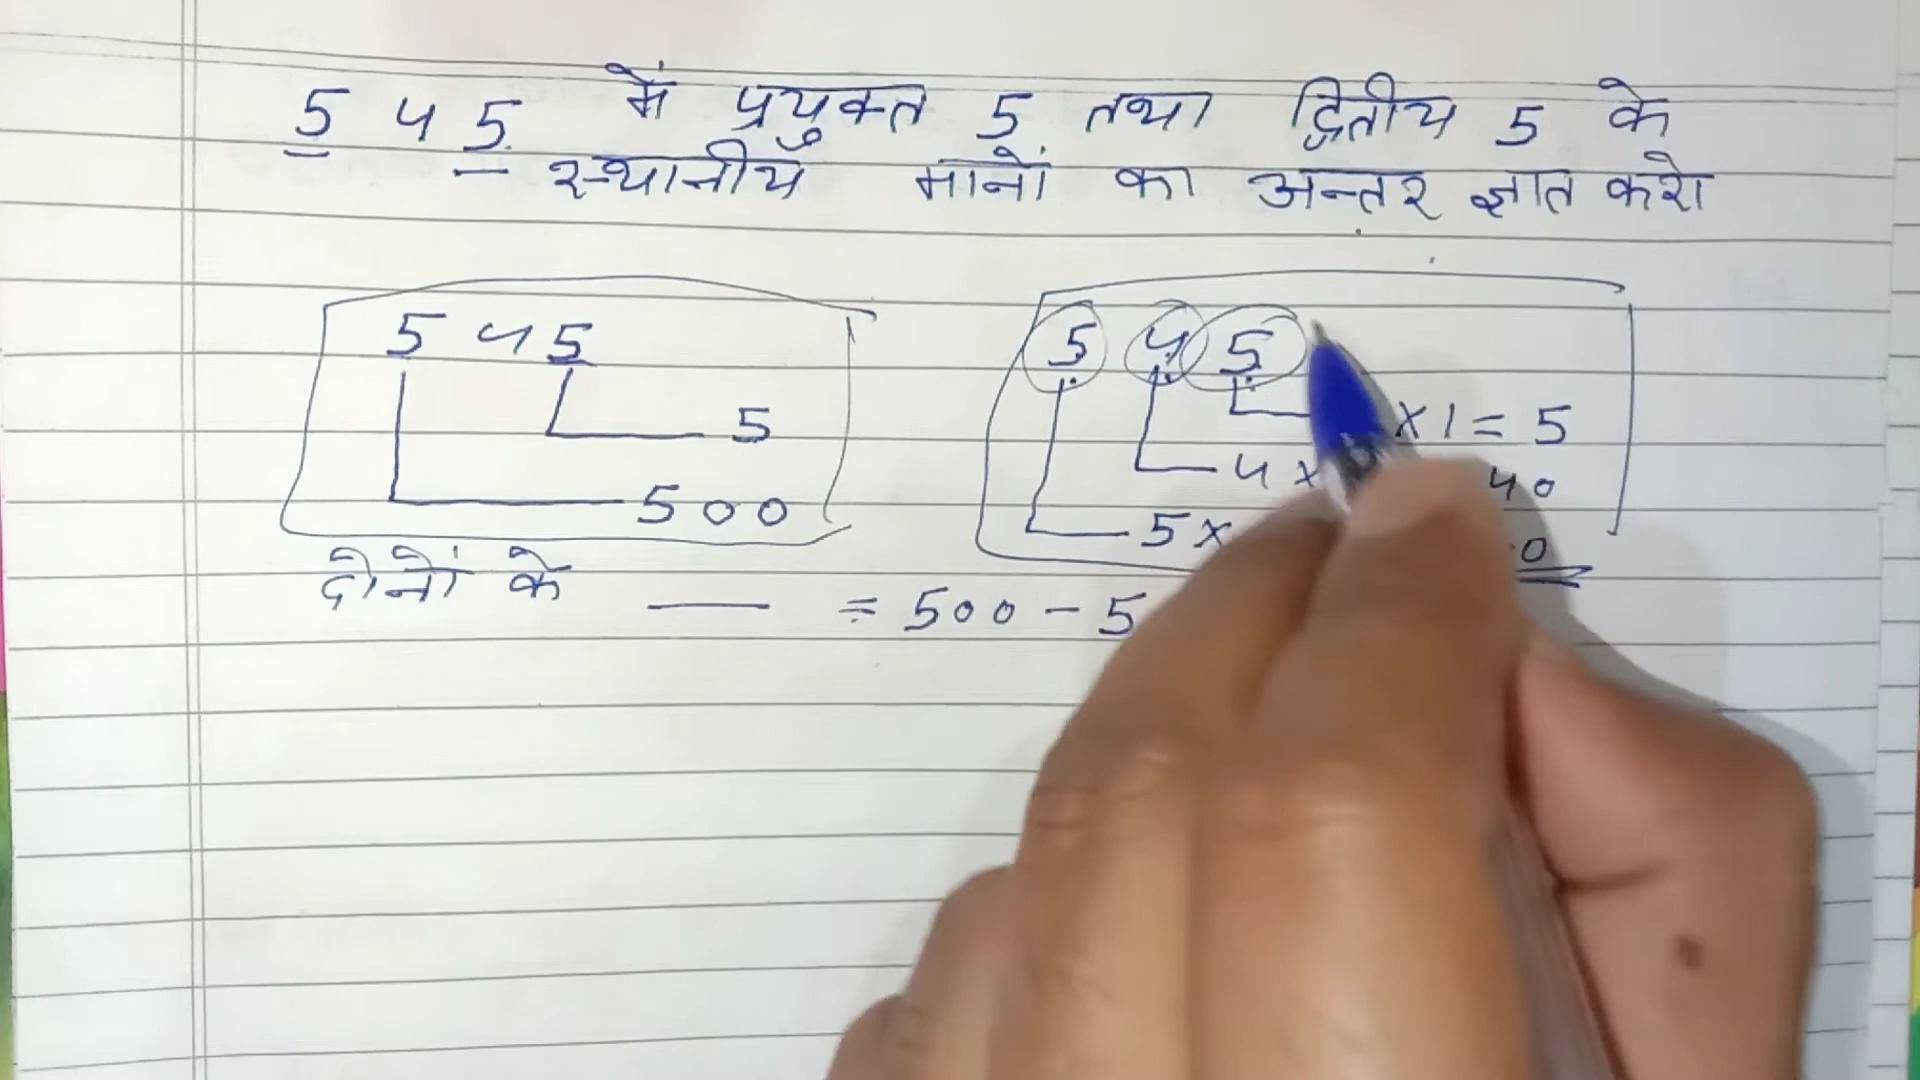 5 4 5 में प्रयुक्त 5 तथा द्वितीय 5 के
स्थानीय मानों का अन्तर ज्ञात करो
5 4 5
5
500
5 4 5
× 1 = 5
4 × 40
5 × 0
दोनों के — = 500 - 5